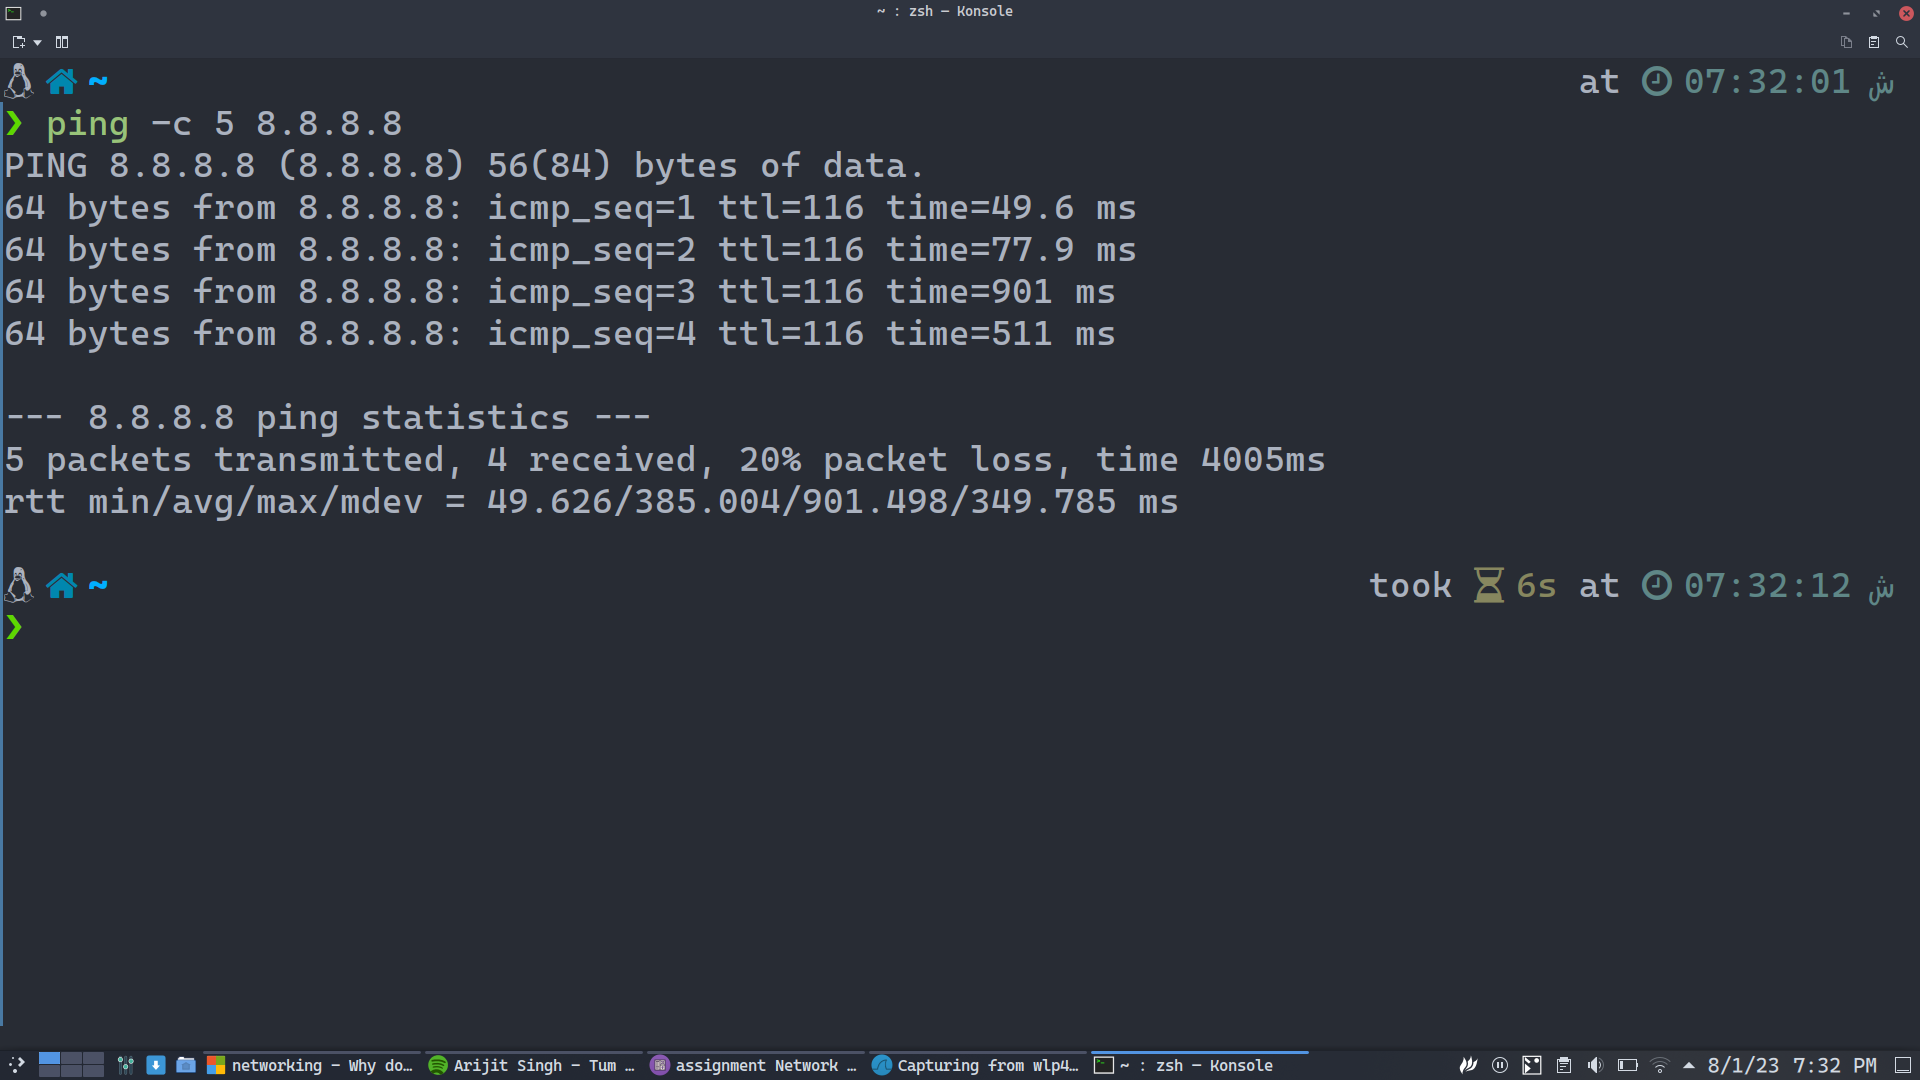 ~ : zsh — Konsole
~ at 07:32:01 ش
❯ ping -c 5 8.8.8.8
PING 8.8.8.8 (8.8.8.8) 56(84) bytes of data.
64 bytes from 8.8.8.8: icmp_seq=1 ttl=116 time=49.6 ms
64 bytes from 8.8.8.8: icmp_seq=2 ttl=116 time=77.9 ms
64 bytes from 8.8.8.8: icmp_seq=3 ttl=116 time=901 ms
64 bytes from 8.8.8.8: icmp_seq=4 ttl=116 time=511 ms
--- 8.8.8.8 ping statistics ---
5 packets transmitted, 4 received, 20% packet loss, time 4005ms
rtt min/avg/max/mdev = 49.626/385.004/901.498/349.785 ms
~ took 6s at 07:32:12 ش
❯
networking – Why do… Arijit Singh – Tum … assignment Network … Capturing from wlp4… ~ : zsh — Konsole 8/1/23 7:32 PM